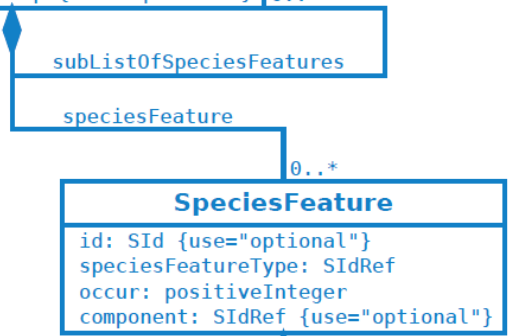 subListOfSpeciesFeatures
speciesFeature
0..*
SpeciesFeature
id: SId {use="optional"}
speciesFeatureType: SIdRef
occur: positiveInteger
component: SIdRef {use="optional"}